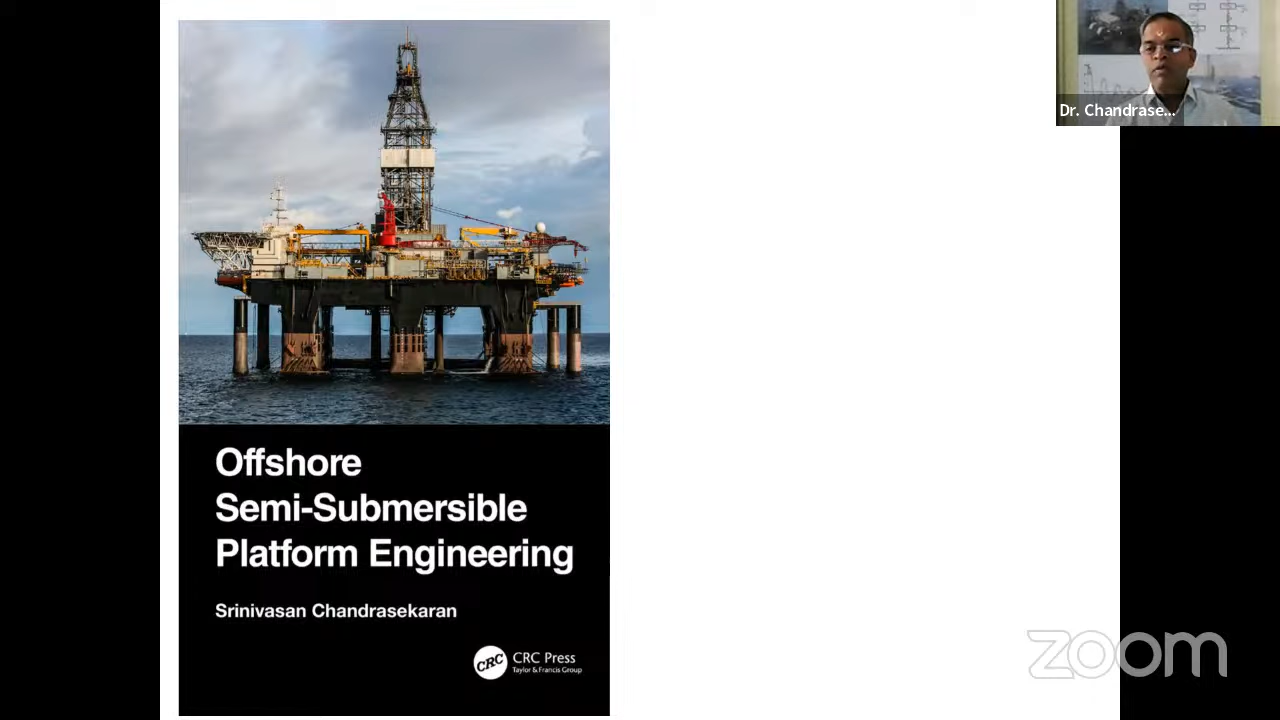 Dr. Chandrase...
Offshore
Semi-Submersible
Platform Engineering
Srinivasan Chandrasekaran
CRC
CRC Press
Taylor & Francis Group
zoom